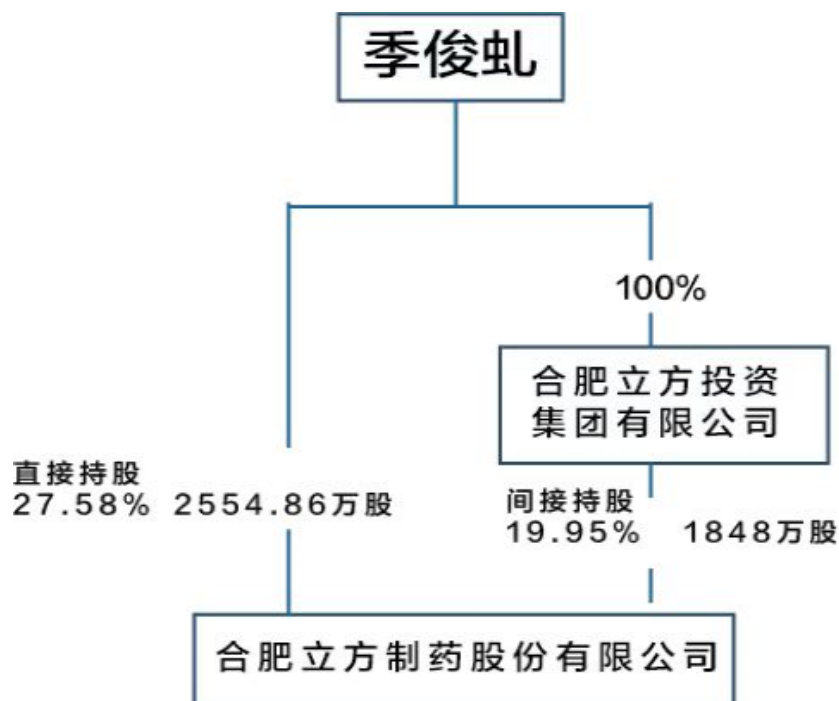 季俊虬
100%
合肥立方投资
集团有限公司
直接持股
27.58% 2554.86万股
间接持股
19.95% 1848万股
合肥立方制药股份有限公司